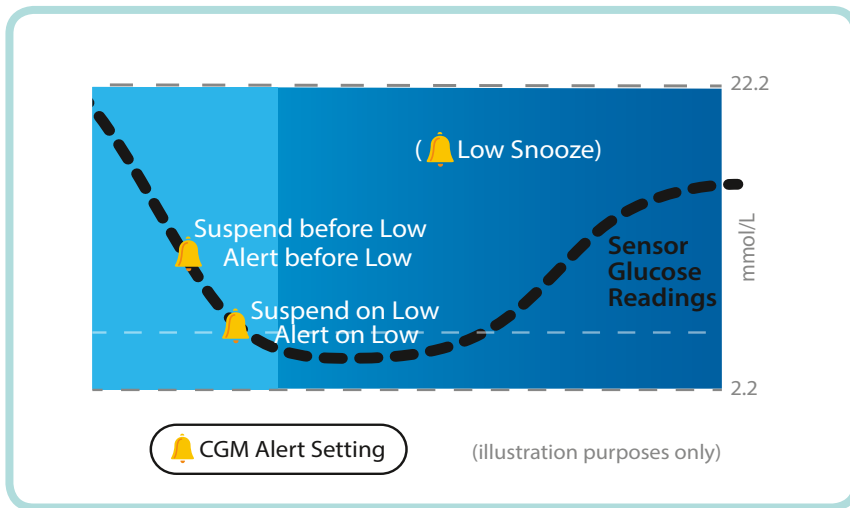 22.2
( Low Snooze)
Suspend before Low
Alert before Low
Sensor
Glucose
Readings
mmol/L
Suspend on Low
Alert on Low
2.2
CGM Alert Setting
(illustration purposes only)